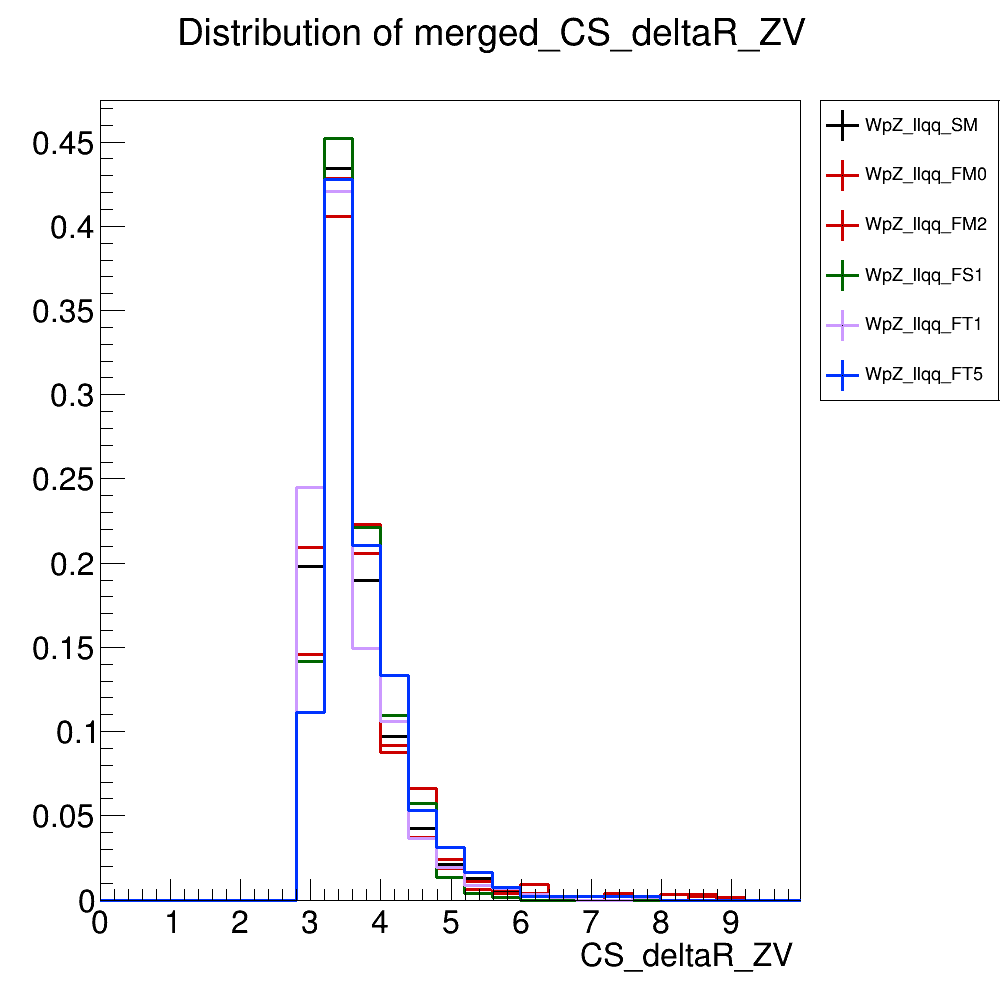 Distribution of merged_CS_deltaR_ZV
0.45
0.4
0.35
0.3
0.25
0.2
0.15
0.1
0.05
0
0 1 2 3 4 5 6 7 8 9
CS_deltaR_ZV
WpZ_llqq_SM
WpZ_llqq_FM0
WpZ_llqq_FM2
WpZ_llqq_FS1
WpZ_llqq_FT1
WpZ_llqq_FT5